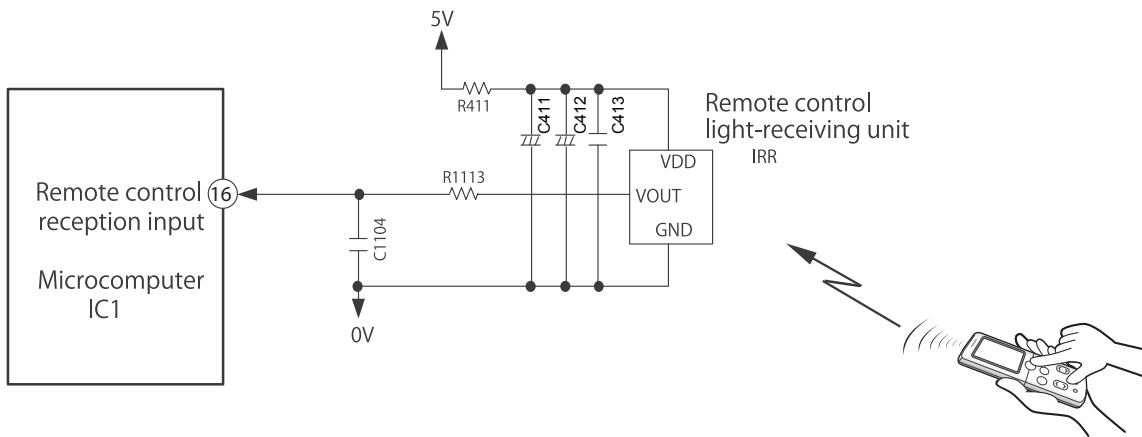 5V
R411
C411
C412
C413
Remote control
light-receiving unit
IRR
VDD
R1113
VOUT
GND
Remote control
reception input
16
C1104
Microcomputer
IC1
0V